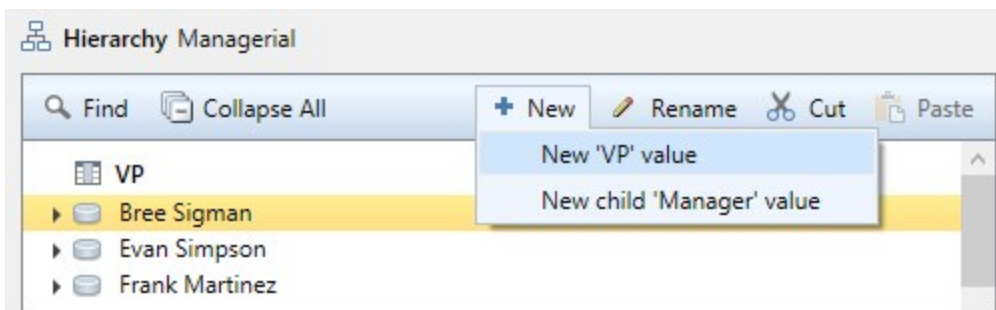 Hierarchy Managerial
Find Collapse All + New Rename Cut Paste
New 'VP' value
New child 'Manager' value
VP
Bree Sigman
Evan Simpson
Frank Martinez